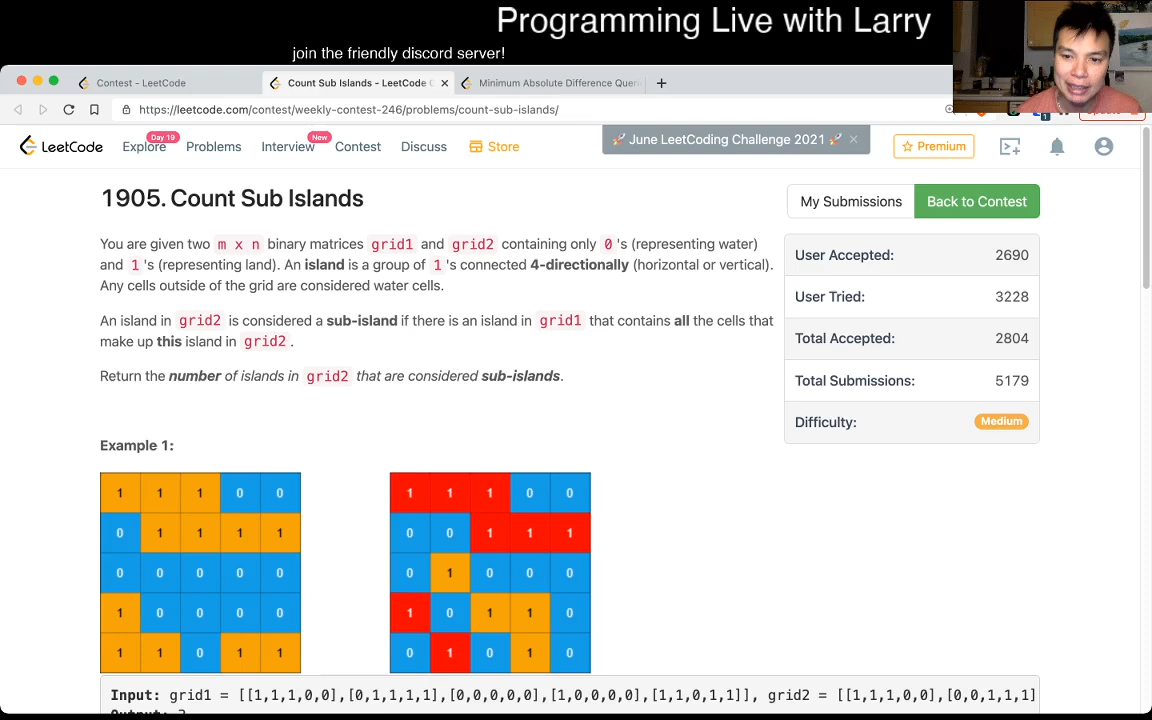 Programming Live with Larry
join the friendly discord server!
Contest - LeetCode
Count Sub Islands - LeetCode C
Minimum Absolute Difference Quer
https://leetcode.com/contest/weekly-contest-246/problems/count-sub-islands/
LeetCode
Explore
Day 19
Problems
Interview
New
Contest
Discuss
Store
🚀 June LeetCoding Challenge 2021 🚀
Premium
1905. Count Sub Islands
My Submissions
Back to Contest
You are given two m x n binary matrices grid1 and grid2 containing only 0 's (representing water)
and 1 's (representing land). An island is a group of 1 's connected 4-directionally (horizontal or vertical).
Any cells outside of the grid are considered water cells.
An island in grid2 is considered a sub-island if there is an island in grid1 that contains all the cells that
make up this island in grid2 .
Return the number of islands in grid2 that are considered sub-islands.
User Accepted: 2690
User Tried: 3228
Total Accepted: 2804
Total Submissions: 5179
Difficulty: Medium
Example 1:
1 1 1 0 0
0 1 1 1 1
0 0 0 0 0
1 0 0 0 0
1 1 0 1 1
1 1 1 0 0
0 0 1 1 1
0 1 0 0 0
1 0 1 1 0
0 1 0 1 0
Input: grid1 = [[1,1,1,0,0],[0,1,1,1,1],[0,0,0,0,0],[1,0,0,0,0],[1,1,0,1,1]], grid2 = [[1,1,1,0,0],[0,0,1,1,1]